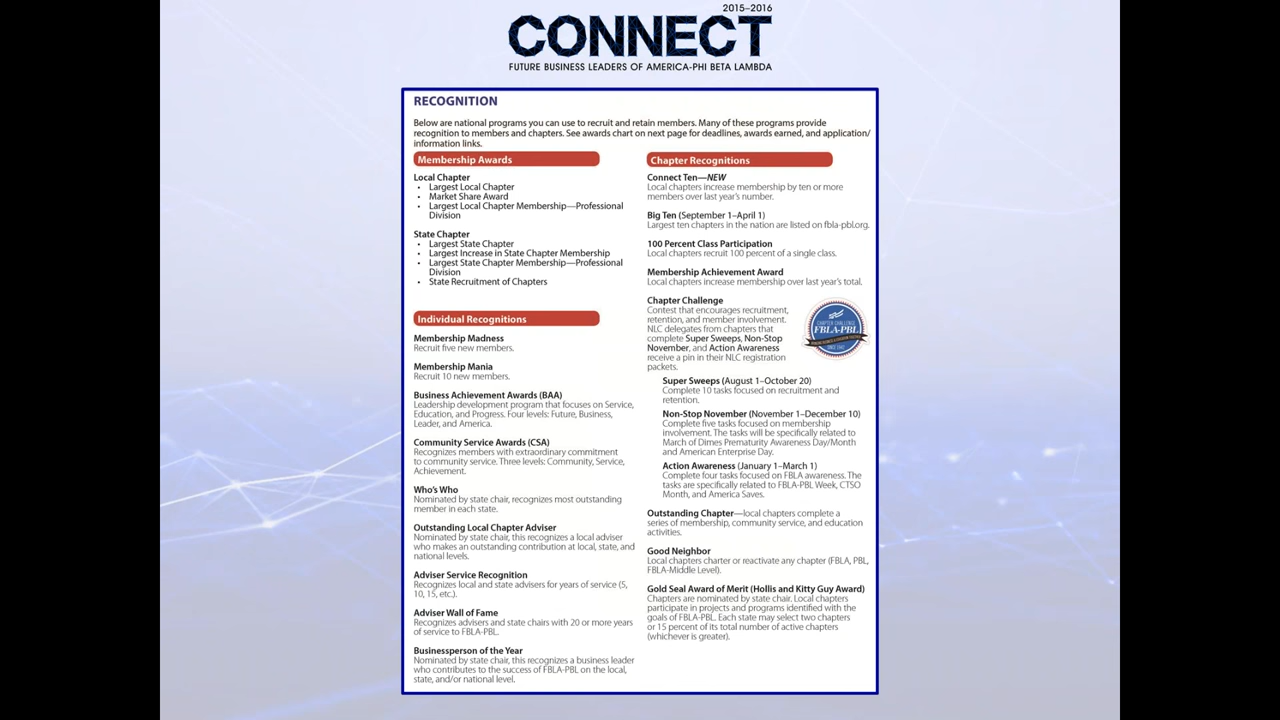 2015–2016
CONNECT
FUTURE BUSINESS LEADERS OF AMERICA-PHI BETA LAMBDA
RECOGNITION
Below are national programs you can use to recruit and retain members. Many of these programs provide
recognition to members and chapters. See awards chart on next page for deadlines, awards earned, and application/
information links.
Membership Awards
Local Chapter
• Largest Local Chapter
• Market Share Award
• Largest Local Chapter Membership—Professional
Division
State Chapter
• Largest State Chapter
• Largest Increase in State Chapter Membership
• Largest State Chapter Membership—Professional
Division
• State Recruitment of Chapters
Individual Recognitions
Membership Madness
Recruit five new members.
Membership Mania
Recruit 10 new members.
Business Achievement Awards (BAA)
Leadership development program that focuses on Service,
Education, and Progress. Four levels: Future, Business,
Leader, and America.
Community Service Awards (CSA)
Recognizes members with extraordinary commitment
to community service. Three levels: Community, Service,
Achievement.
Who's Who
Nominated by state chair, recognizes most outstanding
member in each state.
Outstanding Local Chapter Adviser
Nominated by state chair, this recognizes a local adviser
who makes an outstanding contribution at local, state, and
national levels.
Adviser Service Recognition
Recognizes local and state advisers for years of service (5,
10, 15, etc.).
Adviser Wall of Fame
Recognizes advisers and state chairs with 20 or more years
of service to FBLA-PBL.
Businessperson of the Year
Nominated by state chair, this recognizes a business leader
who contributes to the success of FBLA-PBL on the local,
state, and/or national level.
Chapter Recognitions
Connect Ten—NEW
Local chapters increase membership by ten or more
members over last year's number.
Big Ten (September 1–April 1)
Largest ten chapters in the nation are listed on fbla-pbl.org.
100 Percent Class Participation
Local chapters recruit 100 percent of a single class.
Membership Achievement Award
Local chapters increase membership over last year's total.
Chapter Challenge
Contest that encourages recruitment,
retention, and member involvement.
NLC delegates from chapters that
complete Super Sweeps, Non-Stop
November, and Action Awareness
receive a pin in their NLC registration
packets.
CHAPTER CHALLENGE
FBLA-PBL
Super Sweeps (August 1–October 20)
Complete 10 tasks focused on recruitment and
retention.
Non-Stop November (November 1–December 10)
Complete five tasks focused on membership
involvement. The tasks will be specifically related to
March of Dimes Prematurity Awareness Day/Month
and American Enterprise Day.
Action Awareness (January 1–March 1)
Complete four tasks focused on FBLA awareness. The
tasks are specifically related to FBLA-PBL Week, CTSO
Month, and America Saves.
Outstanding Chapter—local chapters complete a
series of membership, community service, and education
activities.
Good Neighbor
Local chapters charter or reactivate any chapter (FBLA, PBL,
FBLA-Middle Level).
Gold Seal Award of Merit (Hollis and Kitty Guy Award)
Chapters are nominated by state chair. Local chapters
participate in projects and programs identified with the
goals of FBLA-PBL. Each state may select two chapters
or 15 percent of its total number of active chapters
(whichever is greater).